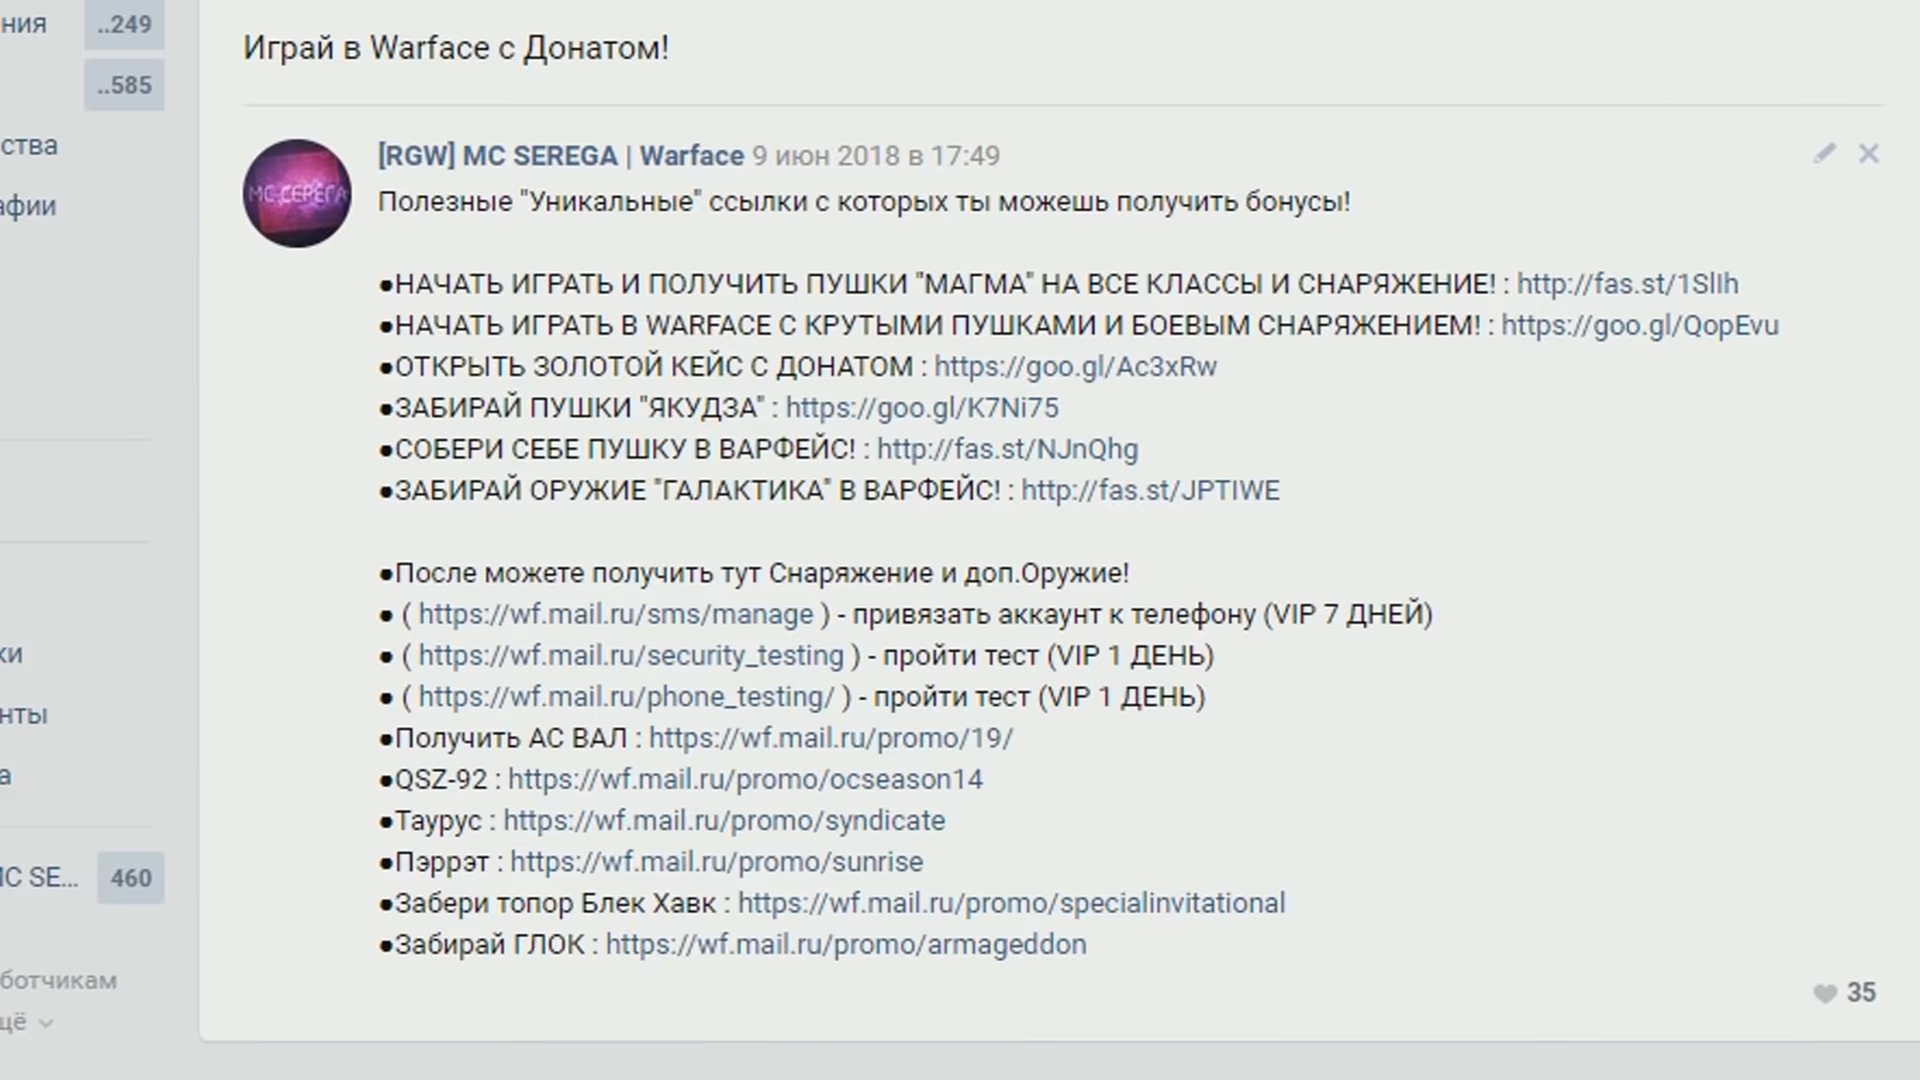 ния ..249
..585
ства
афии
ки
нты
а
МС SE... 460
ботчикам
щё
Играй в Warface с Донатом!
МС СЕРЕГА
[RGW] MC SEREGA | Warface 9 июн 2018 в 17:49
Полезные "Уникальные" ссылки с которых ты можешь получить бонусы!
●НАЧАТЬ ИГРАТЬ И ПОЛУЧИТЬ ПУШКИ "МАГМА" НА ВСЕ КЛАССЫ И СНАРЯЖЕНИЕ! : http://fas.st/1SlIh
●НАЧАТЬ ИГРАТЬ В WARFACE С КРУТЫМИ ПУШКАМИ И БОЕВЫМ СНАРЯЖЕНИЕМ! : https://goo.gl/QopEvu
●ОТКРЫТЬ ЗОЛОТОЙ КЕЙС С ДОНАТОМ : https://goo.gl/Ac3xRw
●ЗАБИРАЙ ПУШКИ "ЯКУДЗА" : https://goo.gl/K7Ni75
●СОБЕРИ СЕБЕ ПУШКУ В ВАРФЕЙС! : http://fas.st/NJnQhg
●ЗАБИРАЙ ОРУЖИЕ "ГАЛАКТИКА" В ВАРФЕЙС! : http://fas.st/JPTIWE
●После можете получить тут Снаряжение и доп.Оружие!
● ( https://wf.mail.ru/sms/manage ) - привязать аккаунт к телефону (VIP 7 ДНЕЙ)
● ( https://wf.mail.ru/security_testing ) - пройти тест (VIP 1 ДЕНЬ)
● ( https://wf.mail.ru/phone_testing/ ) - пройти тест (VIP 1 ДЕНЬ)
●Получить АС ВАЛ : https://wf.mail.ru/promo/19/
●QSZ-92 : https://wf.mail.ru/promo/ocseason14
●Таурус : https://wf.mail.ru/promo/syndicate
●Пэррэт : https://wf.mail.ru/promo/sunrise
●Забери топор Блек Хавк : https://wf.mail.ru/promo/specialinvitational
●Забирай ГЛОК : https://wf.mail.ru/promo/armageddon
35